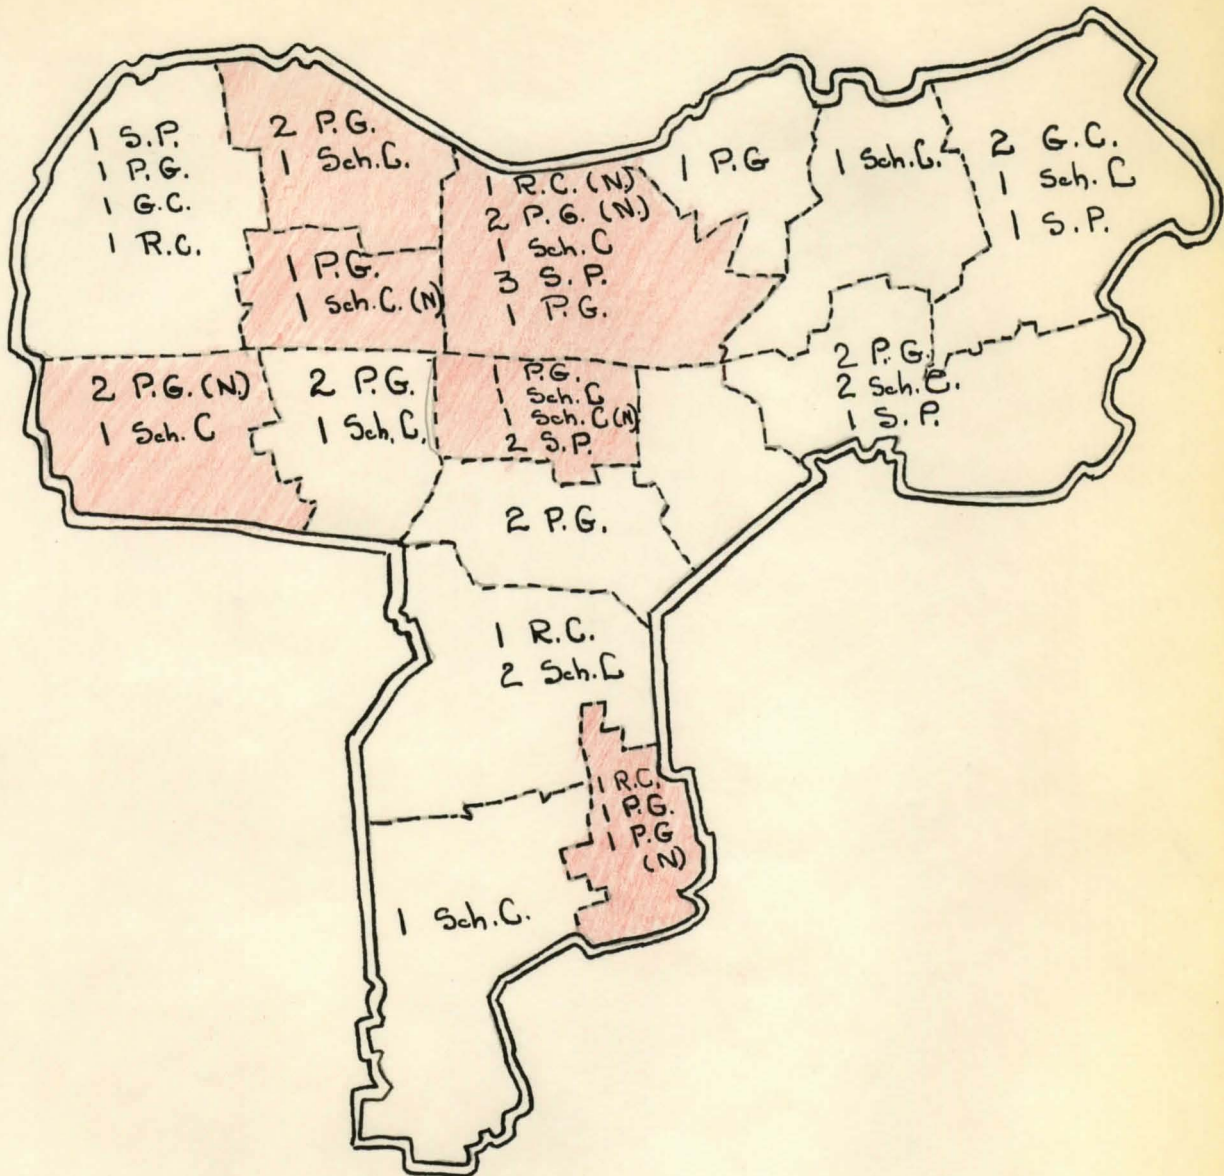 1 S.P.
1 P.G.
1 G.C.
1 R.C.
2 P.G.
1 Sch.C.
1 P.G.
1 Sch.C. (N)
1 R.C. (N.)
2 P.G. (N.)
1 Sch.C
3 S.P.
1 P.G.
1 P.G
1 Sch.C.
2 G.C.
1 Sch.C
1 S.P.
2 P.G. (N.)
1 Sch.C
2 P.G.
1 Sch.C.
1 P.G.
1 Sch.C
1 Sch.C (N)
2 S.P.
2 P.G.
2 Sch.C.
1 S.P.
2 P.G.
1 R.C.
2 Sch.C
1 R.C.
1 P.G.
1 P.G
(N)
1 Sch.C.